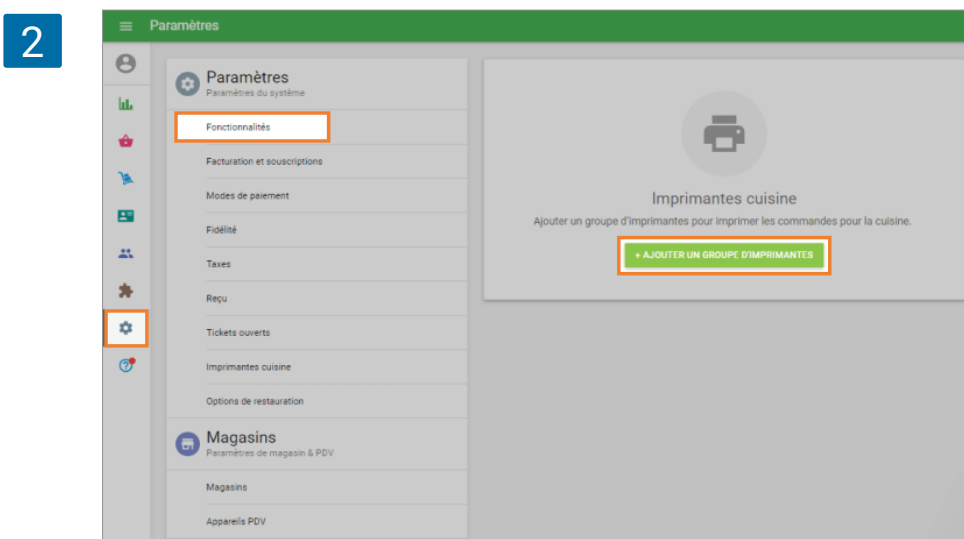 2
Paramètres
Paramètres
Paramètres du système
Fonctionnalités
Facturation et souscriptions
Modes de paiement
Fidélité
Taxes
Reçu
Tickets ouverts
Imprimantes cuisine
Options de restauration
Magasins
Paramètres de magasin & PDV
Magasins
Appareils PDV
Imprimantes cuisine
Ajouter un groupe d'imprimantes pour imprimer les commandes pour la cuisine.
+ AJOUTER UN GROUPE D'IMPRIMANTES